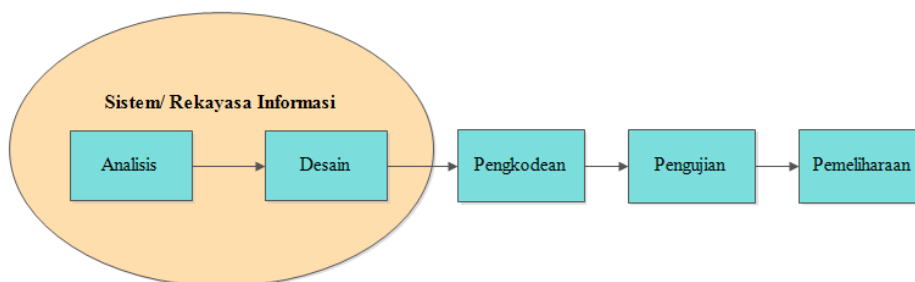 Sistem/ Rekayasa Informasi
Analisis
Desain
Pengkodean
Pengujian
Pemeliharaan